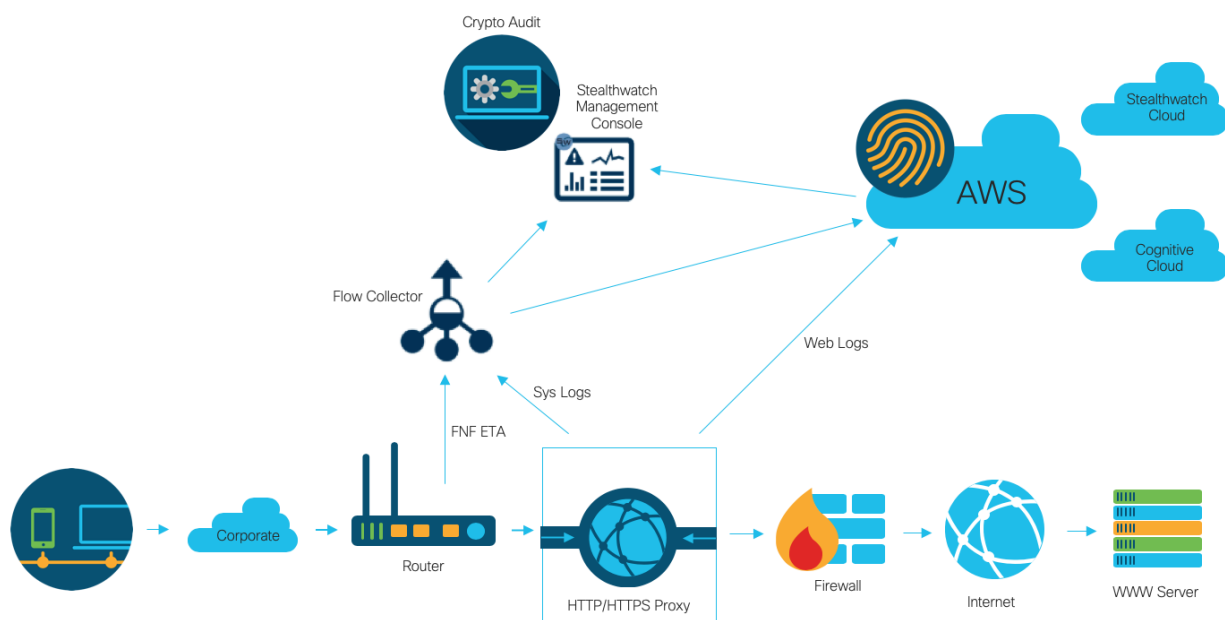 Crypto Audit
Stealthwatch
Management
Console
Stealthwatch
Cloud
AWS
Cognitive
Cloud
Flow Collector
Web Logs
Sys Logs
FNF ETA
Corporate
Router
HTTP/HTTPS Proxy
Firewall
Internet
WWW Server